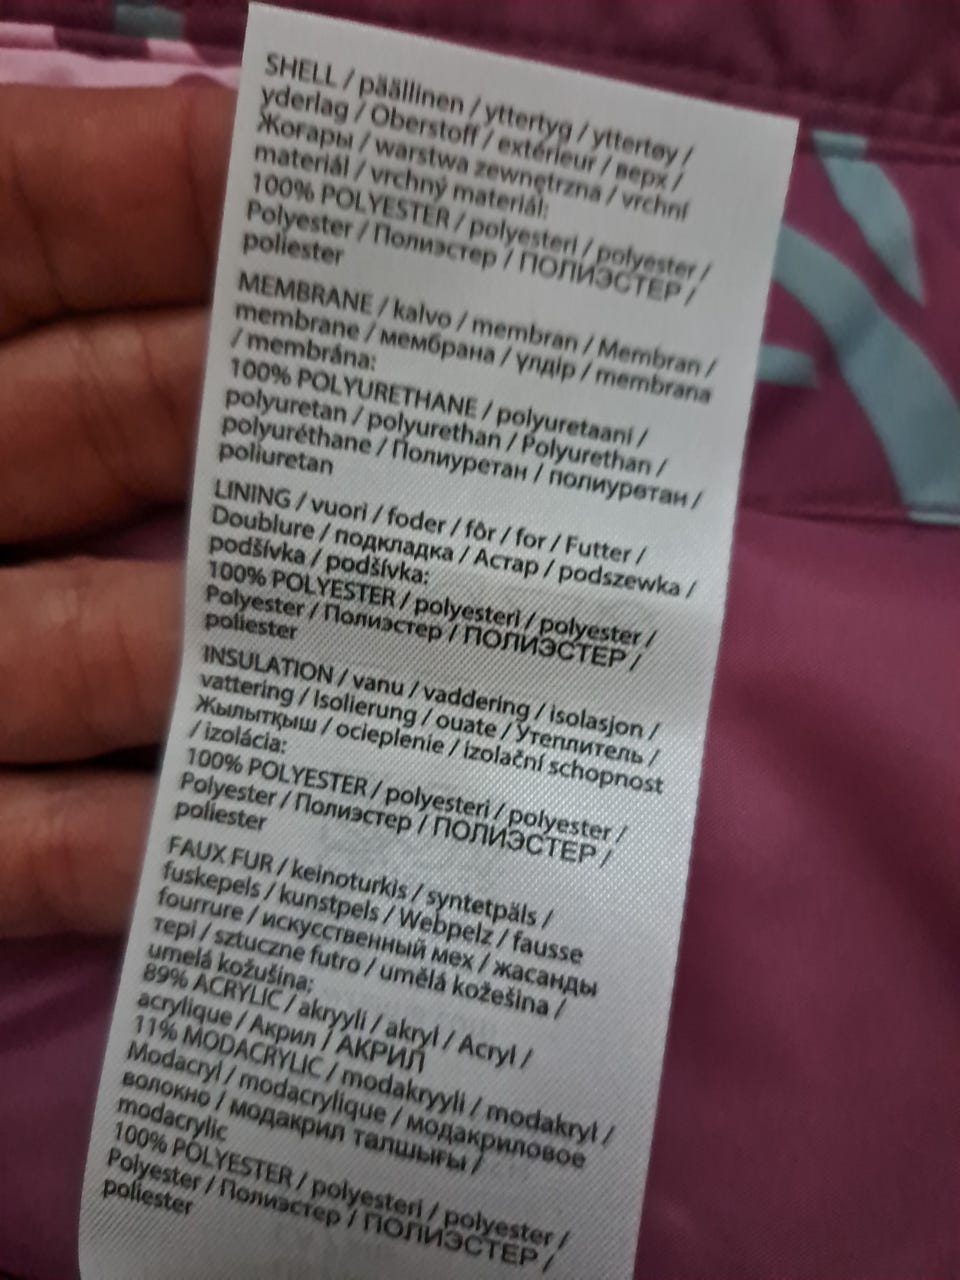 SHELL / päällinen / yttertyg / yttertøy /
yderlag / Oberstoff / extérieur / верх /
Жоғары / warstwa zewnętrzna / vrchní
materiál / vrchný materiál:
100% POLYESTER / polyesteri / polyester /
Polyester / Полиэстер / ПОЛИЭСТЕР /
poliester
MEMBRANE / kalvo / membran / Membran /
membrane / мембрана / үлдір / membrana
/ membrána:
100% POLYURETHANE / polyuretaani /
polyuretan / polyurethan / Polyurethan /
polyuréthane / Полиуретан / полиуретан /
poliuretan
LINING / vuori / foder / fôr / for / Futter /
Doublure / подкладка / Астар / podszewka /
podšívka / podšívka:
100% POLYESTER / polyesteri / polyester /
Polyester / Полиэстер / ПОЛИЭСТЕР /
poliester
INSULATION / vanu / vaddering / isolasjon /
vattering / Isolierung / ouate / Утеплитель /
Жылытқыш / ocieplenie / izolační schopnost
/ izolácia:
100% POLYESTER / polyesteri / polyester /
Polyester / Полиэстер / ПОЛИЭСТЕР /
poliester
FAUX FUR / keinoturkis / syntetpäls /
fuskepels / kunstpels / Webpelz / fausse
fourrure / искусственный мех / жасанды
тері / sztuczne futro / umělá kožešina /
umelá kožušina:
89% ACRYLIC / akryyli / akryl / Acryl /
acrylique / Акрил / АКРИЛ
11% MODACRYLIC / modakryyli / modakryl /
Modacryl / modacrylique / модакриловое
волокно / модакрил талшығы /
modacrylic
100% POLYESTER / polyesteri / polyester /
Polyester / Полиэстер / ПОЛИЭСТЕР /
poliester